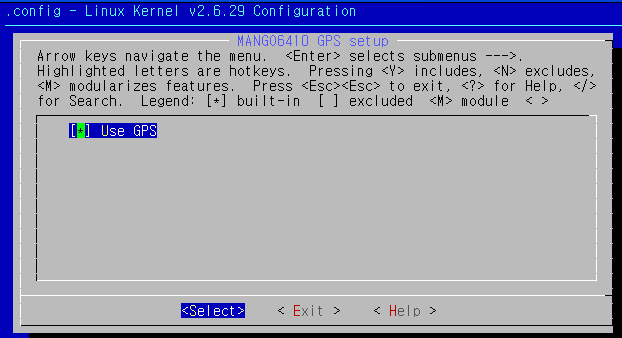 .config - Linux Kernel v2.6.29 Configuration
MANGO6410 GPS setup
Arrow keys navigate the menu.  <Enter> selects submenus --->.
Highlighted letters are hotkeys.  Pressing <Y> includes, <N> excludes,
<M> modularizes features.  Press <Esc><Esc> to exit, <?> for Help, </>
for Search.  Legend: [*] built-in  [ ] excluded  <M> module  < >
[*] Use GPS
<Select>    < Exit >    < Help >